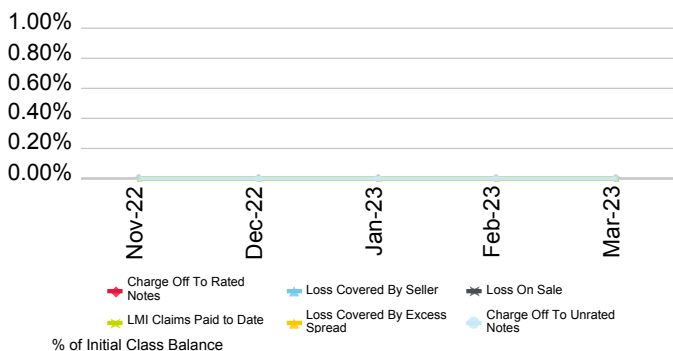 1.00%
0.80%
0.60%
0.40%
0.20%
0.00%
Nov-22
Dec-22
Jan-23
Feb-23
Mar-23
Charge Off To Rated
Notes
Loss Covered By Seller
Loss On Sale
LMI Claims Paid to Date
Loss Covered By Excess
Spread
Charge Off To Unrated
Notes
% of Initial Class Balance